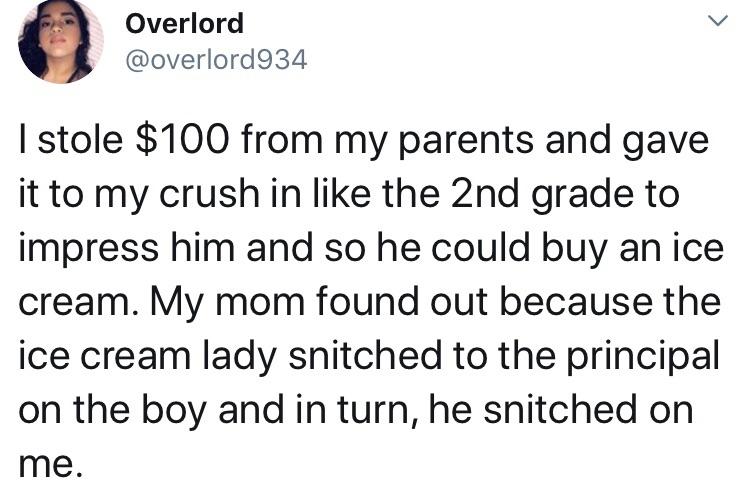 Overlord
@overlord934
I stole $100 from my parents and gave
it to my crush in like the 2nd grade to
impress him and so he could buy an ice
cream. My mom found out because the
ice cream lady snitched to the principal
on the boy and in turn, he snitched on
me.